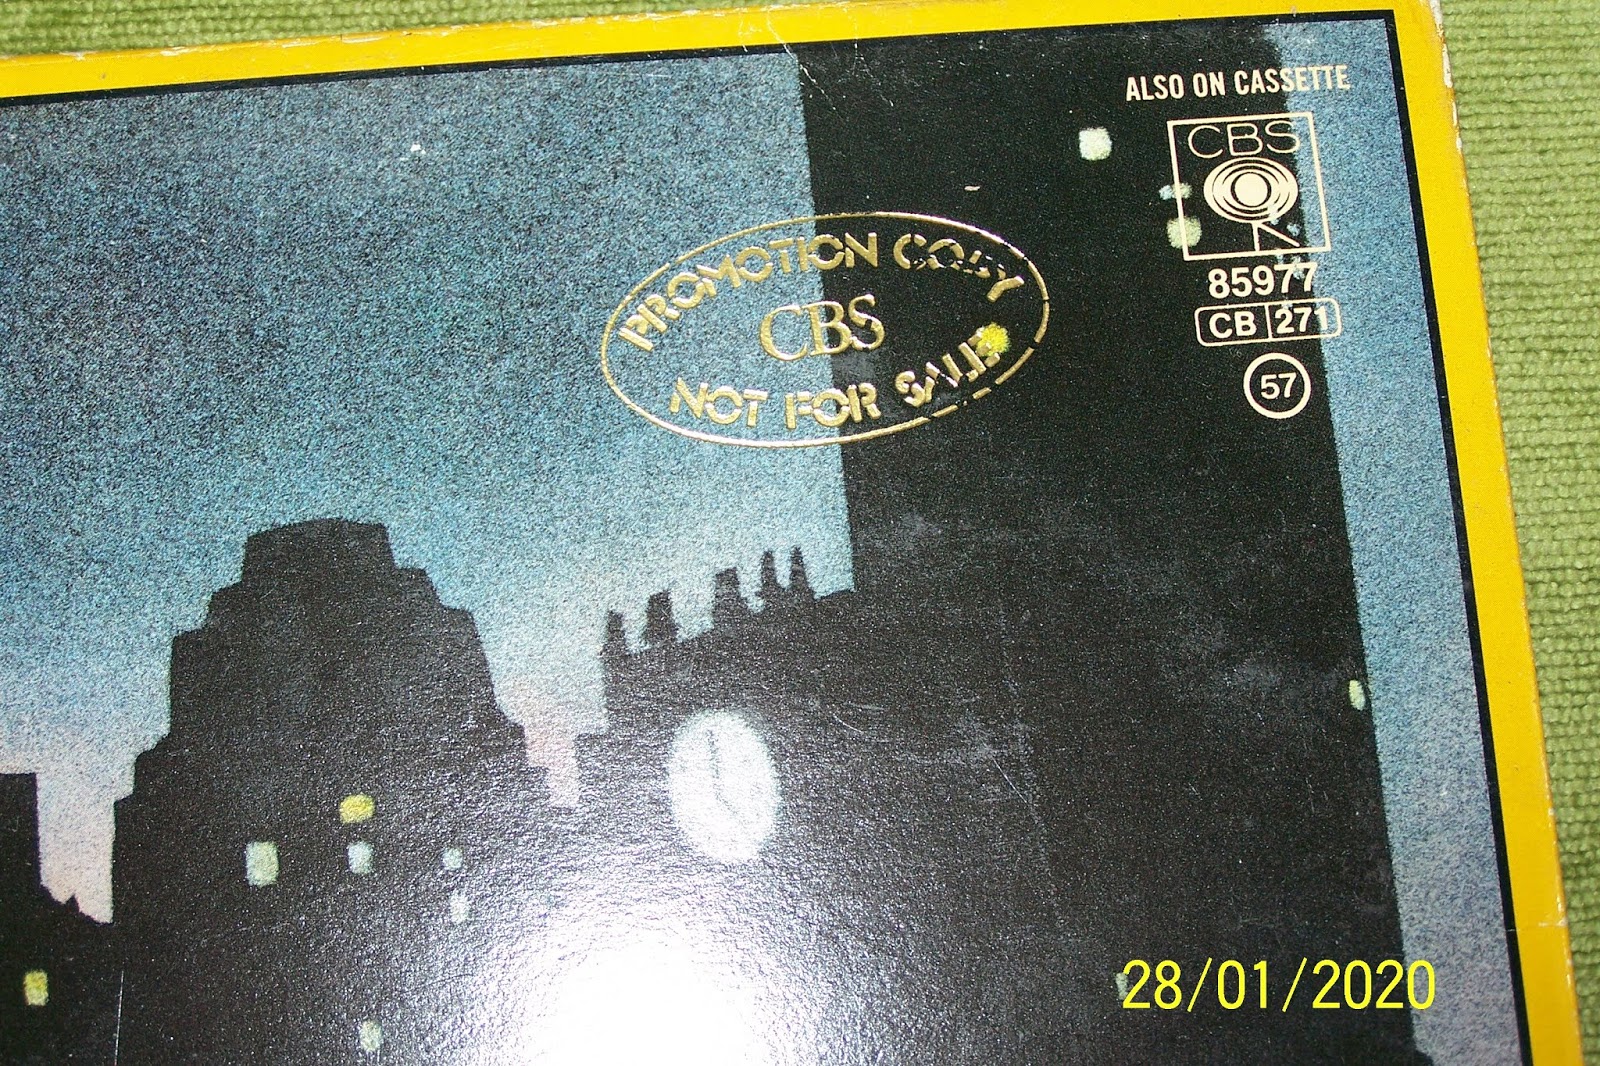 ALSO ON CASSETTE
CBS
85977
CB 271
57
PROMOTION COPY
CBS
NOT FOR SALE
28/01/2020